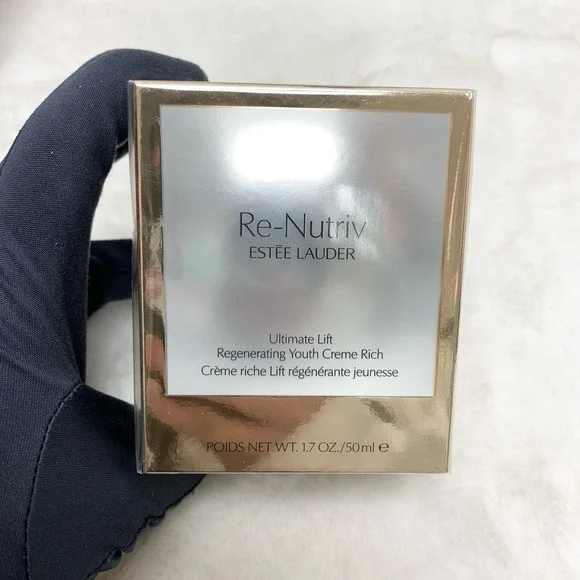 Re-Nutriv
ESTĒE LAUDER
Ultimate Lift
Regenerating Youth Creme Rich
Crème riche Lift régénérante jeunesse
POIDS NET WT. 1.7 OZ./50 ml ℮